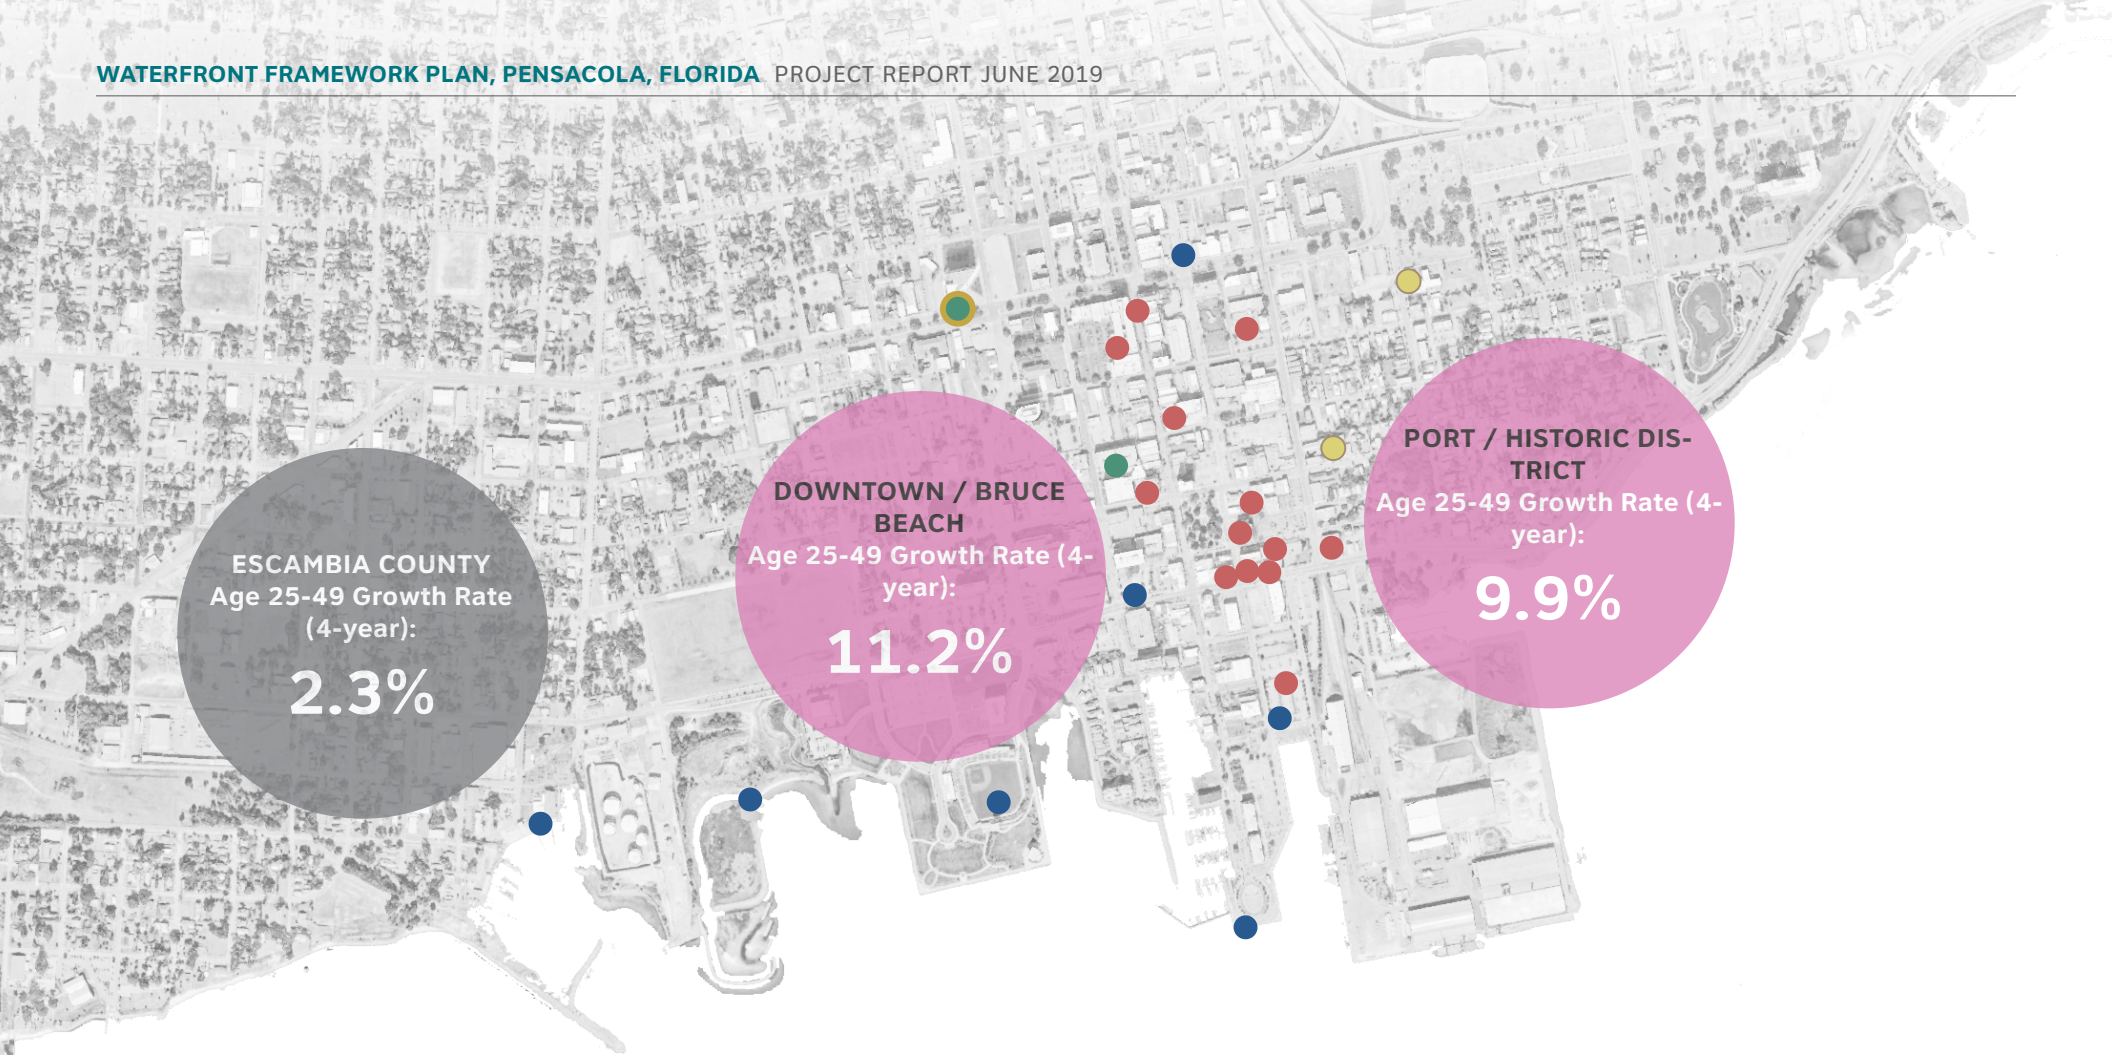 WATERFRONT FRAMEWORK PLAN, PENSACOLA, FLORIDA PROJECT REPORT JUNE 2019
ESCAMBIA COUNTY
Age 25-49 Growth Rate
(4-year):
2.3%
DOWNTOWN / BRUCE
BEACH
Age 25-49 Growth Rate (4-
year):
11.2%
PORT / HISTORIC DIS-
TRICT
Age 25-49 Growth Rate (4-
year):
9.9%